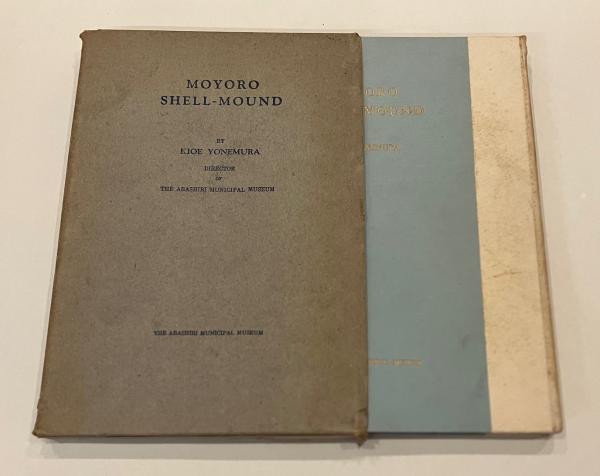 MOYORO
SHELL-MOUND
BY
KIOE YONEMURA
DIRECTOR
OF
THE ABASHIRI MUNICIPAL MUSEUM
THE ABASHIRI MUNICIPAL MUSEUM